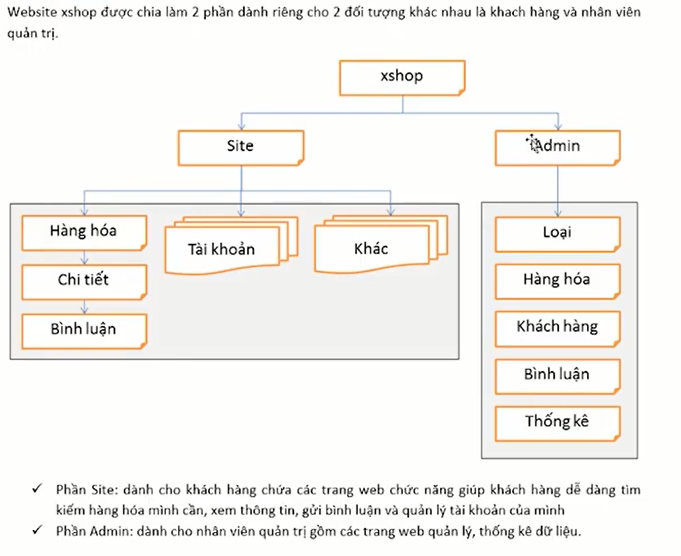 Website xshop được chia làm 2 phần dành riêng cho 2 đối tượng khác nhau là khach hàng và nhân viên
quản trị.
xshop
Site
Admin
Hàng hóa
Tài khoản
Khác
Chi tiết
Bình luận
Loại
Hàng hóa
Khách hàng
Bình luận
Thống kê
✓ Phần Site: dành cho khách hàng chứa các trang web chức năng giúp khách hàng dễ dàng tìm
kiếm hàng hóa mình cần, xem thông tin, gửi bình luận và quản lý tài khoản của mình
✓ Phần Admin: dành cho nhân viên quản trị gồm các trang web quản lý, thống kê dữ liệu.